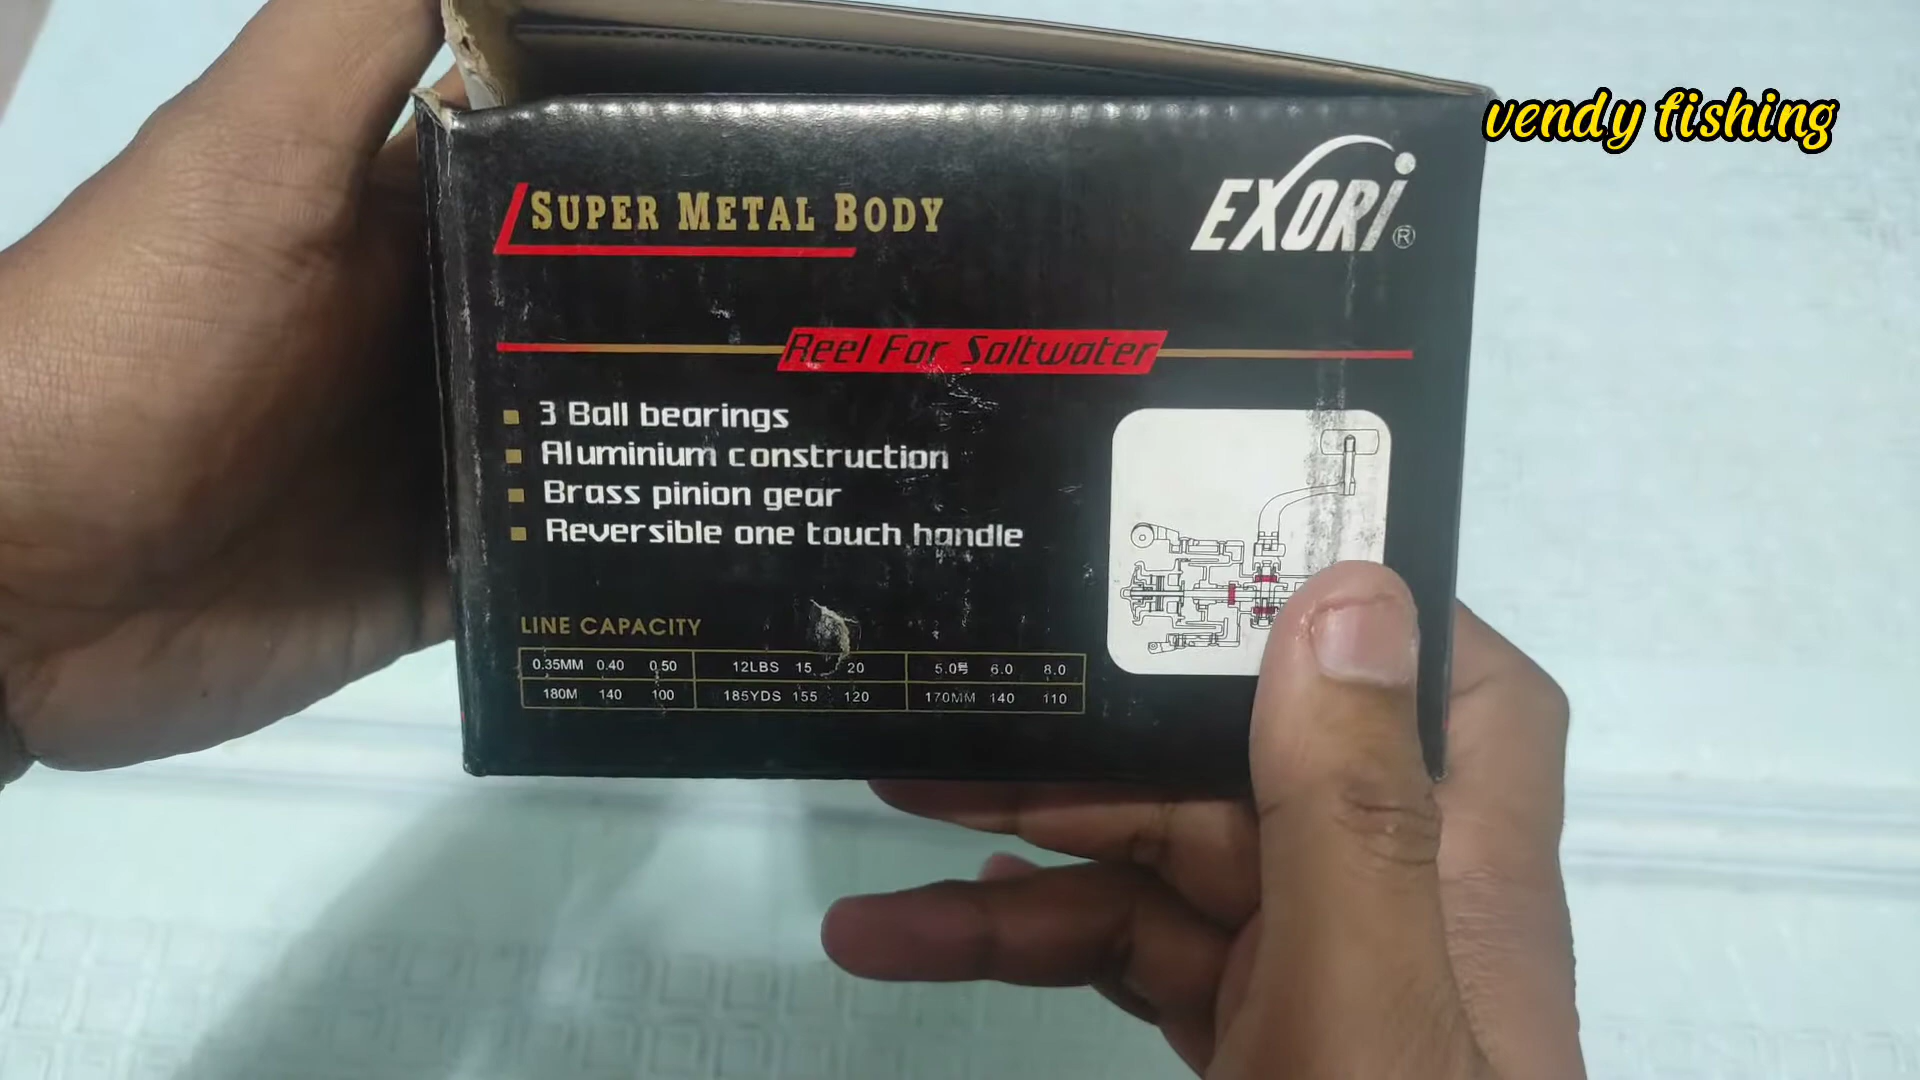 vendy fishing
SUPER METAL BODY
EXORI®
Reel For Saltwater
3 Ball bearings
Aluminium construction
Brass pinion gear
Reversible one touch handle
LINE CAPACITY
0.35MM 0.40 0.50 12LBS 15 20 5.0号 6.0 8.0
180M 140 100 185YDS 155 120 170MM 140 110